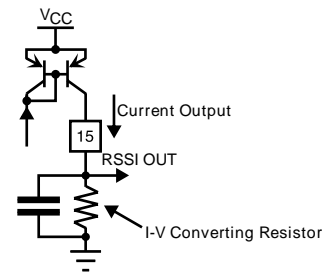 VCC
Current Output
15
RSSI OUT
I-V Converting Resistor